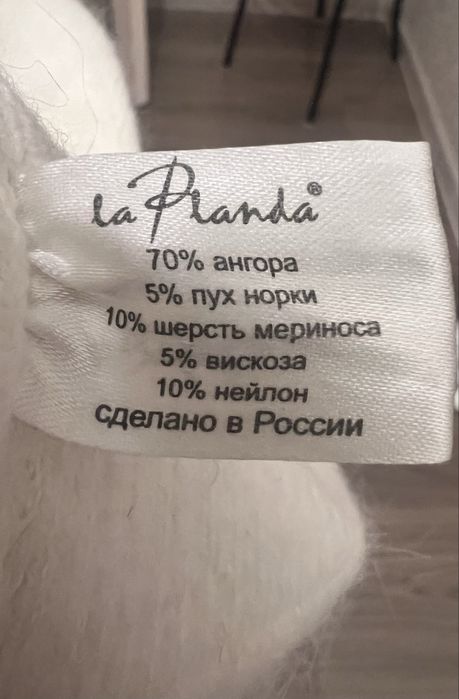 la Planda®
70% ангора
5% пух норки
10% шерсть мериноса
5% вискоза
10% нейлон
сделано в России